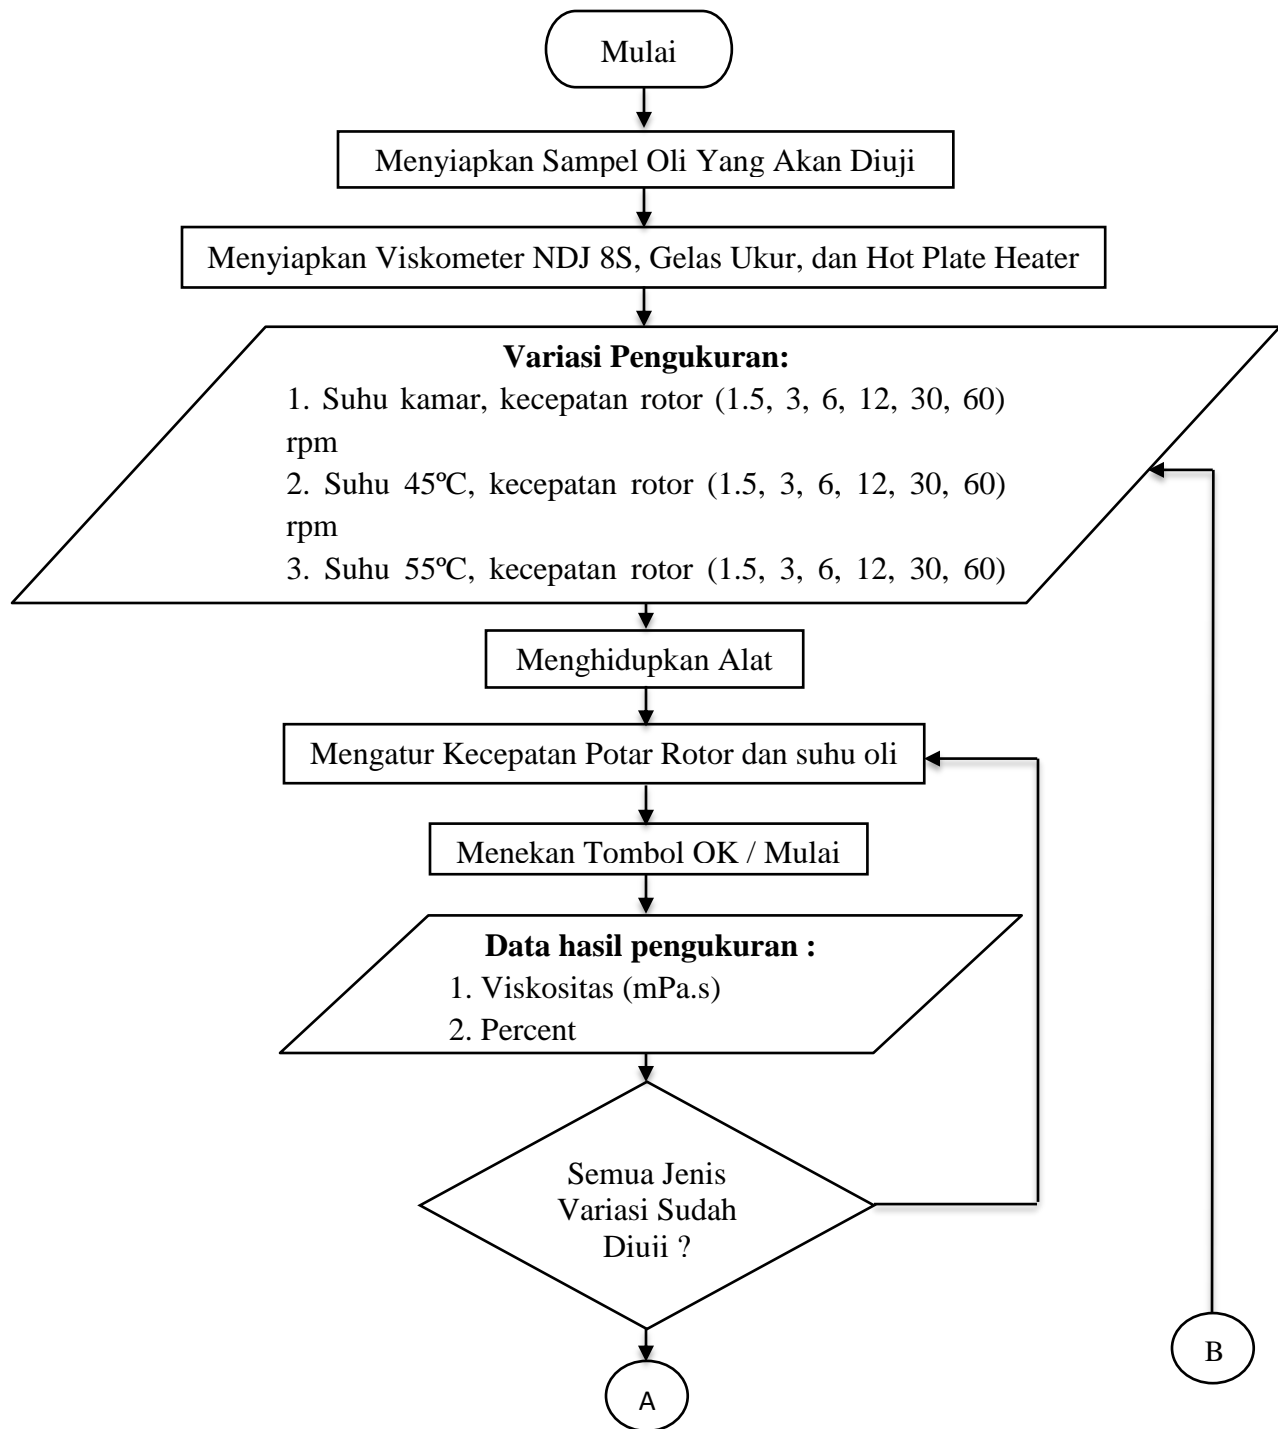 Mulai
Menyiapkan Sampel Oli Yang Akan Diuji
Menyiapkan Viskometer NDJ 8S, Gelas Ukur, dan Hot Plate Heater
Variasi Pengukuran:
1. Suhu kamar, kecepatan rotor (1.5, 3, 6, 12, 30, 60)
rpm
2. Suhu 45ºC, kecepatan rotor (1.5, 3, 6, 12, 30, 60)
rpm
3. Suhu 55ºC, kecepatan rotor (1.5, 3, 6, 12, 30, 60)
Menghidupkan Alat
Mengatur Kecepatan Potar Rotor dan suhu oli
Menekan Tombol OK / Mulai
Data hasil pengukuran :
1. Viskositas (mPa.s)
2. Percent
Semua Jenis
Variasi Sudah
Diuji ?
B
A